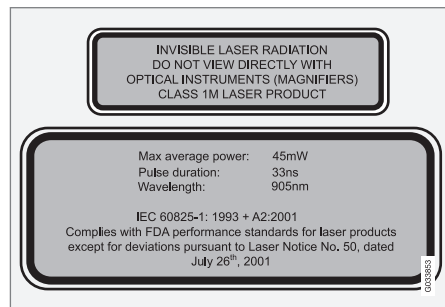 INVISIBLE LASER RADIATION
DO NOT VIEW DIRECTLY WITH
OPTICAL INSTRUMENTS (MAGNIFIERS)
CLASS 1M LASER PRODUCT
Max average power: 45mW
Pulse duration: 33ns
Wavelength: 905nm
IEC 60825-1: 1993 + A2:2001
Complies with FDA performance standards for laser products
except for deviations pursuant to Laser Notice No. 50, dated
July 26th, 2001
G033853